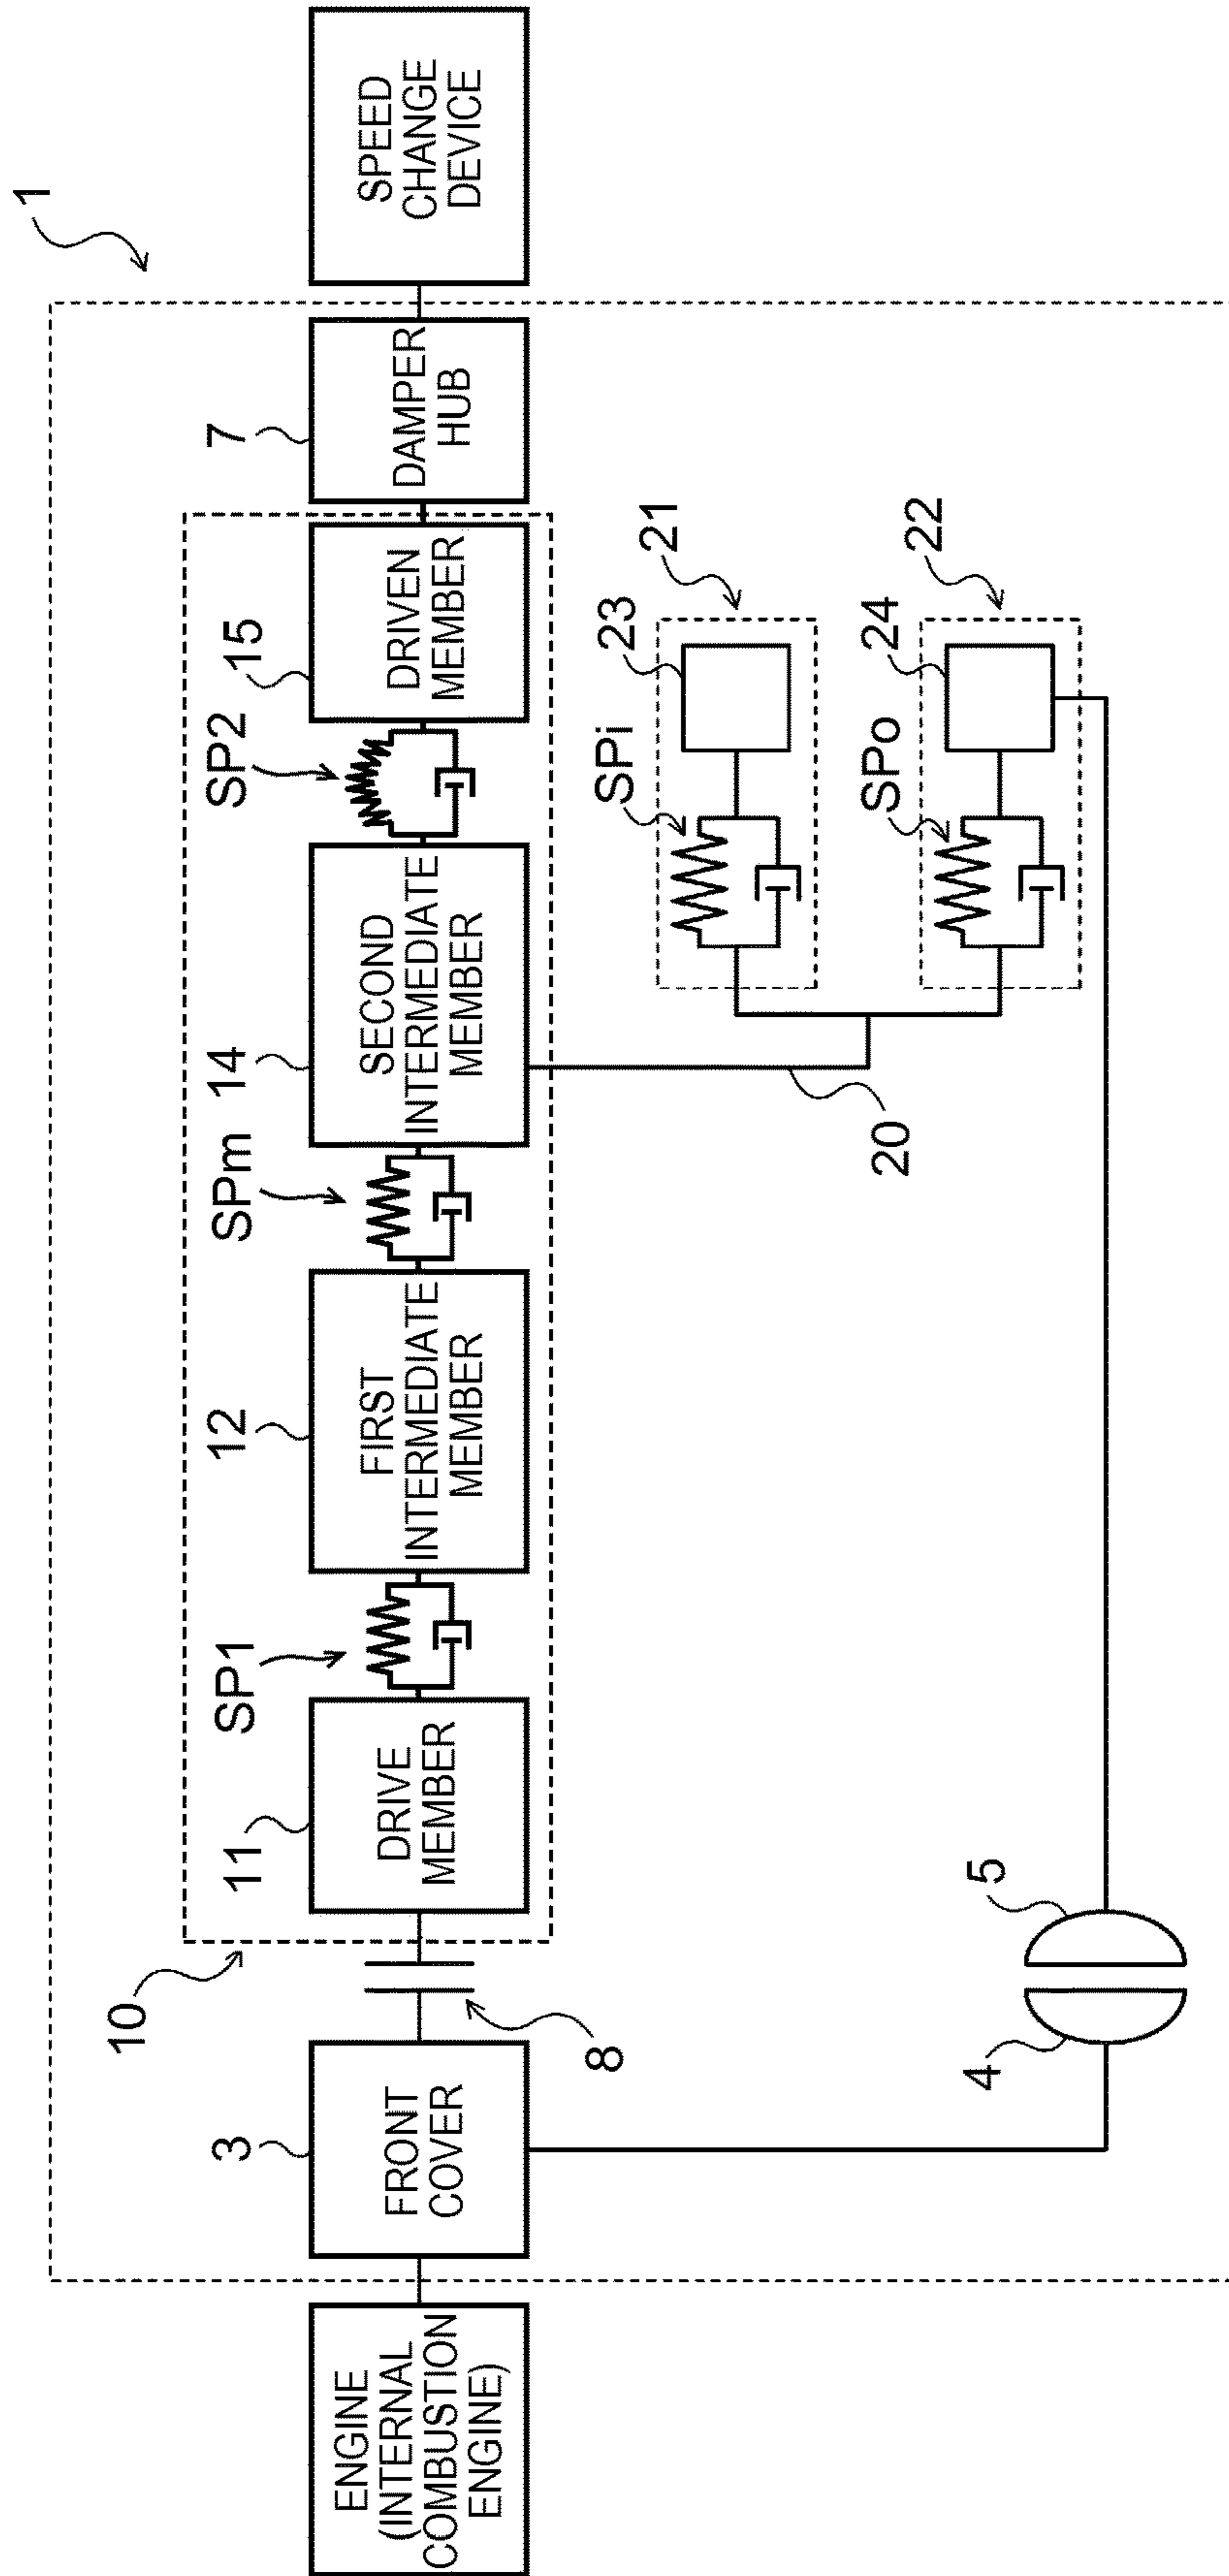 1
ENGINE
(INTERNAL
COMBUSTION
ENGINE)
3
FRONT
COVER
8
10
11
DRIVE
MEMBER
SP1
12
FIRST
INTERMEDIATE
MEMBER
SPm
14
SECOND
INTERMEDIATE
MEMBER
SP2
15
DRIVEN
MEMBER
7
DAMPER
HUB
SPEED
CHANGE
DEVICE
20
SPi
23
21
SPo
24
22
4
5